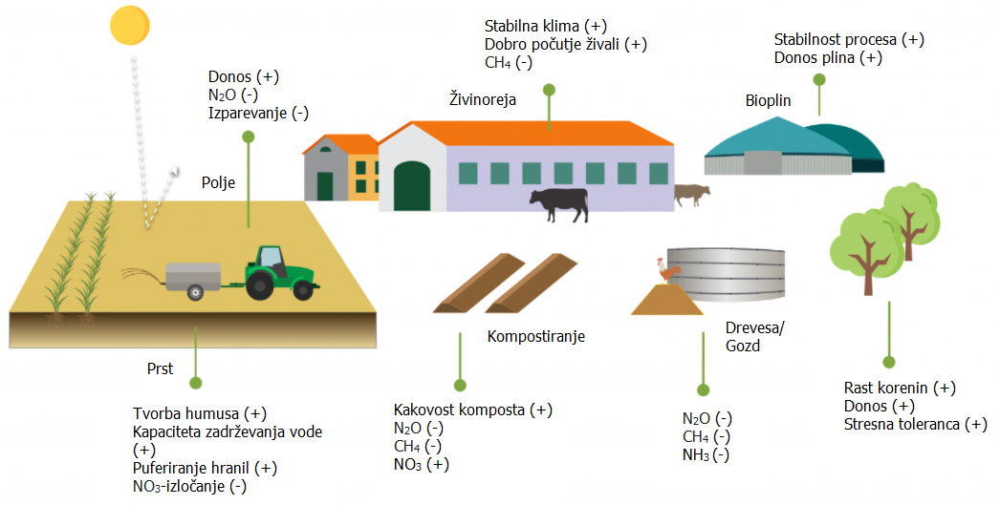 Stabilna klima (+)
Dobro počutje živali (+)
CH4 (-)
Živinoreja
Stabilnost procesa (+)
Donos plina (+)
Bioplin
Donos (+)
N2O (-)
Izparevanje (-)
Polje
Prst
Tvorba humusa (+)
Kapaciteta zadrževanja vode
(+)
Puferiranje hranil (+)
NO3-izločanje (-)
Kompostiranje
Kakovost komposta (+)
N2O (-)
CH4 (-)
NO3 (+)
Drevesa/
Gozd
N2O (-)
CH4 (-)
NH3 (-)
Rast korenin (+)
Donos (+)
Stresna toleranca (+)